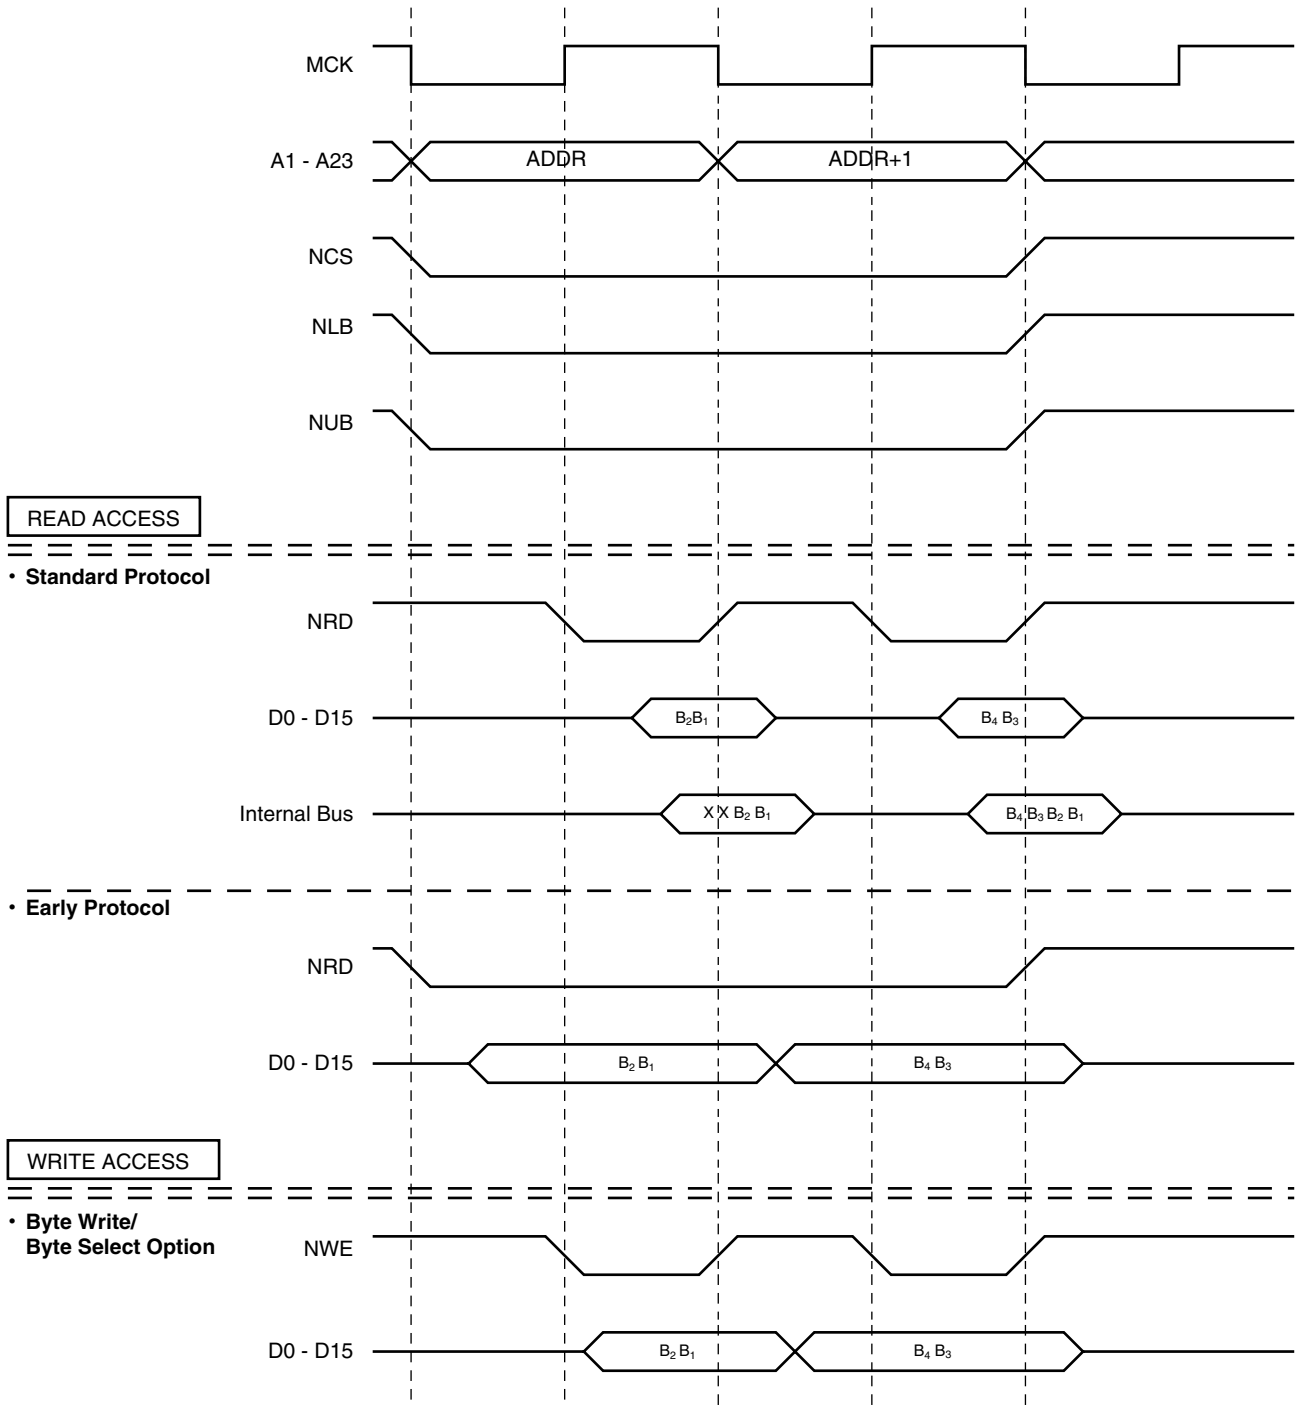 MCK
A1 - A23 ADDR ADDR+1
NCS
NLB
NUB
READ ACCESS
• Standard Protocol
NRD
D0 - D15 B₂B₁ B₄ B₃
Internal Bus X X B₂ B₁ B₄ B₃ B₂ B₁
• Early Protocol
NRD
D0 - D15 B₂ B₁ B₄ B₃
WRITE ACCESS
• Byte Write/
Byte Select Option
NWE
D0 - D15 B₂ B₁ B₄ B₃